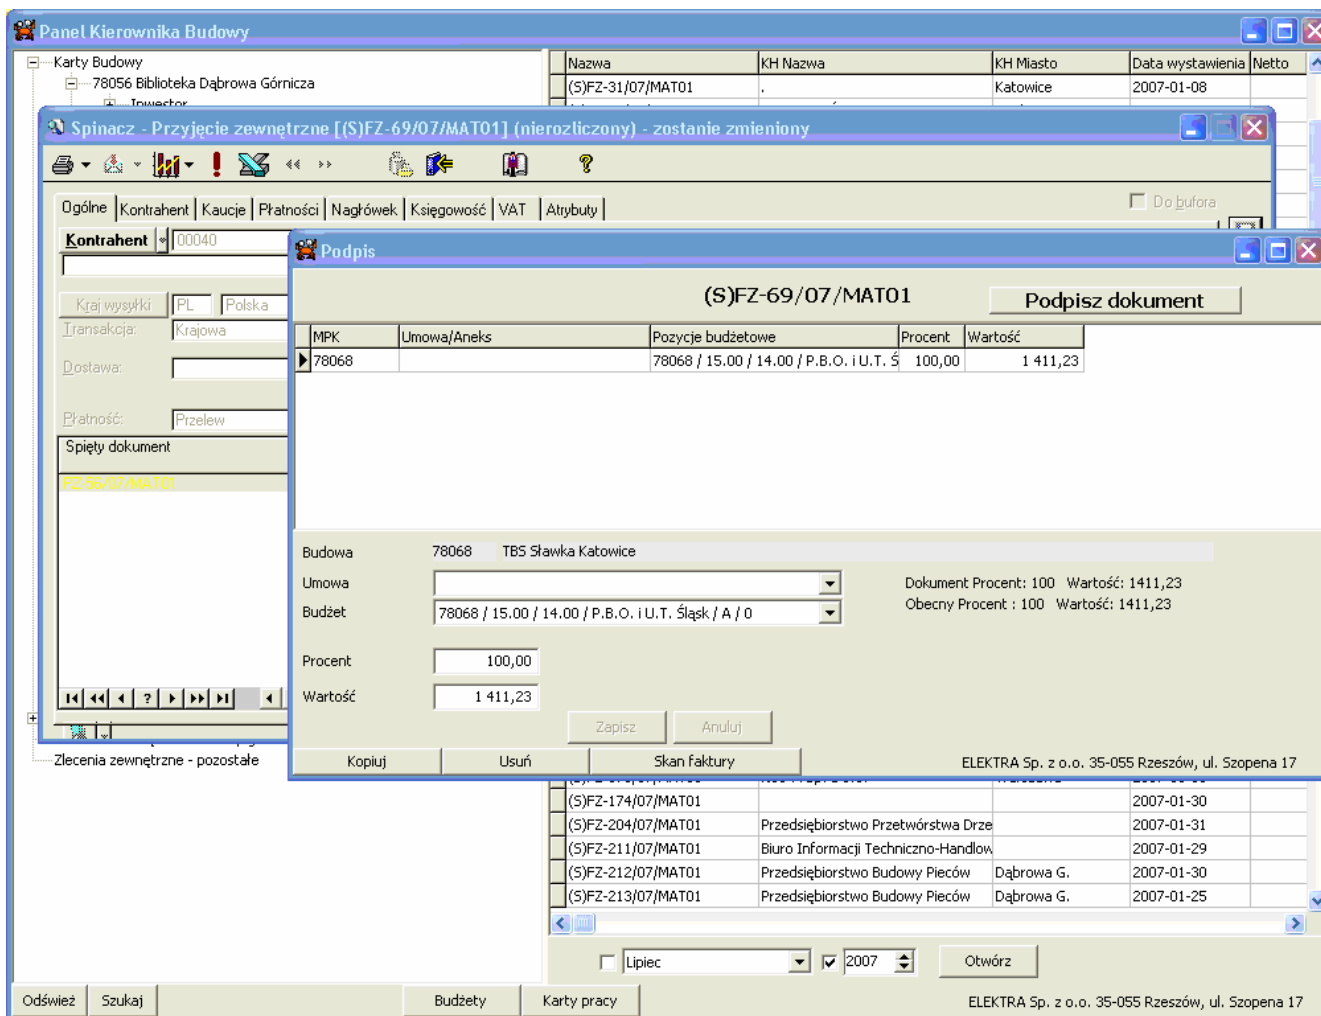 Panel Kierownika Budowy
Karty Budowy
78056 Biblioteka Dąbrowa Górnicza
Inwestor
Nazwa KH Nazwa KH Miasto Data wystawienia Netto
(S)FZ-31/07/MAT01 . Katowice 2007-01-08
Spinacz - Przyjęcie zewnętrzne [(S)FZ-69/07/MAT01] (nierozliczony) - zostanie zmieniony
Ogólne Kontrahent Kaucje Płatności Nagłówek Księgowość VAT Atrybuty
Do bufora
Kontrahent 00040
Kraj wysyłki PL Polska
Transakcja: Krajowa
Dostawa:
Płatność: Przelew
Spięty dokument
FZ-56/07/MAT01
Podpis
(S)FZ-69/07/MAT01 Podpisz dokument
MPK Umowa/Aneks Pozycje budżetowe Procent Wartość
78068 78068 / 15.00 / 14.00 / P.B.O. i U.T. Ś 100,00 1 411,23
Budowa 78068 TBS Sławka Katowice
Umowa Dokument Procent: 100 Wartość: 1411,23
Budżet 78068 / 15.00 / 14.00 / P.B.O. i U.T. Śląsk / A / 0 Obecny Procent : 100 Wartość: 1411,23
Procent 100,00
Wartość 1 411,23
Zapisz Anuluj
Kopiuj Usuń Skan faktury ELEKTRA Sp. z o.o. 35-055 Rzeszów, ul. Szopena 17
Zlecenia zewnętrzne - pozostałe
(S)FZ-174/07/MAT01 2007-01-30
(S)FZ-204/07/MAT01 Przedsiębiorstwo Przetwórstwa Drze 2007-01-31
(S)FZ-211/07/MAT01 Biuro Informacji Techniczno-Handlow 2007-01-29
(S)FZ-212/07/MAT01 Przedsiębiorstwo Budowy Pieców Dąbrowa G. 2007-01-30
(S)FZ-213/07/MAT01 Przedsiębiorstwo Budowy Pieców Dąbrowa G. 2007-01-25
Lipiec 2007 Otwórz
Odśwież Szukaj Budżety Karty pracy ELEKTRA Sp. z o.o. 35-055 Rzeszów, ul. Szopena 17